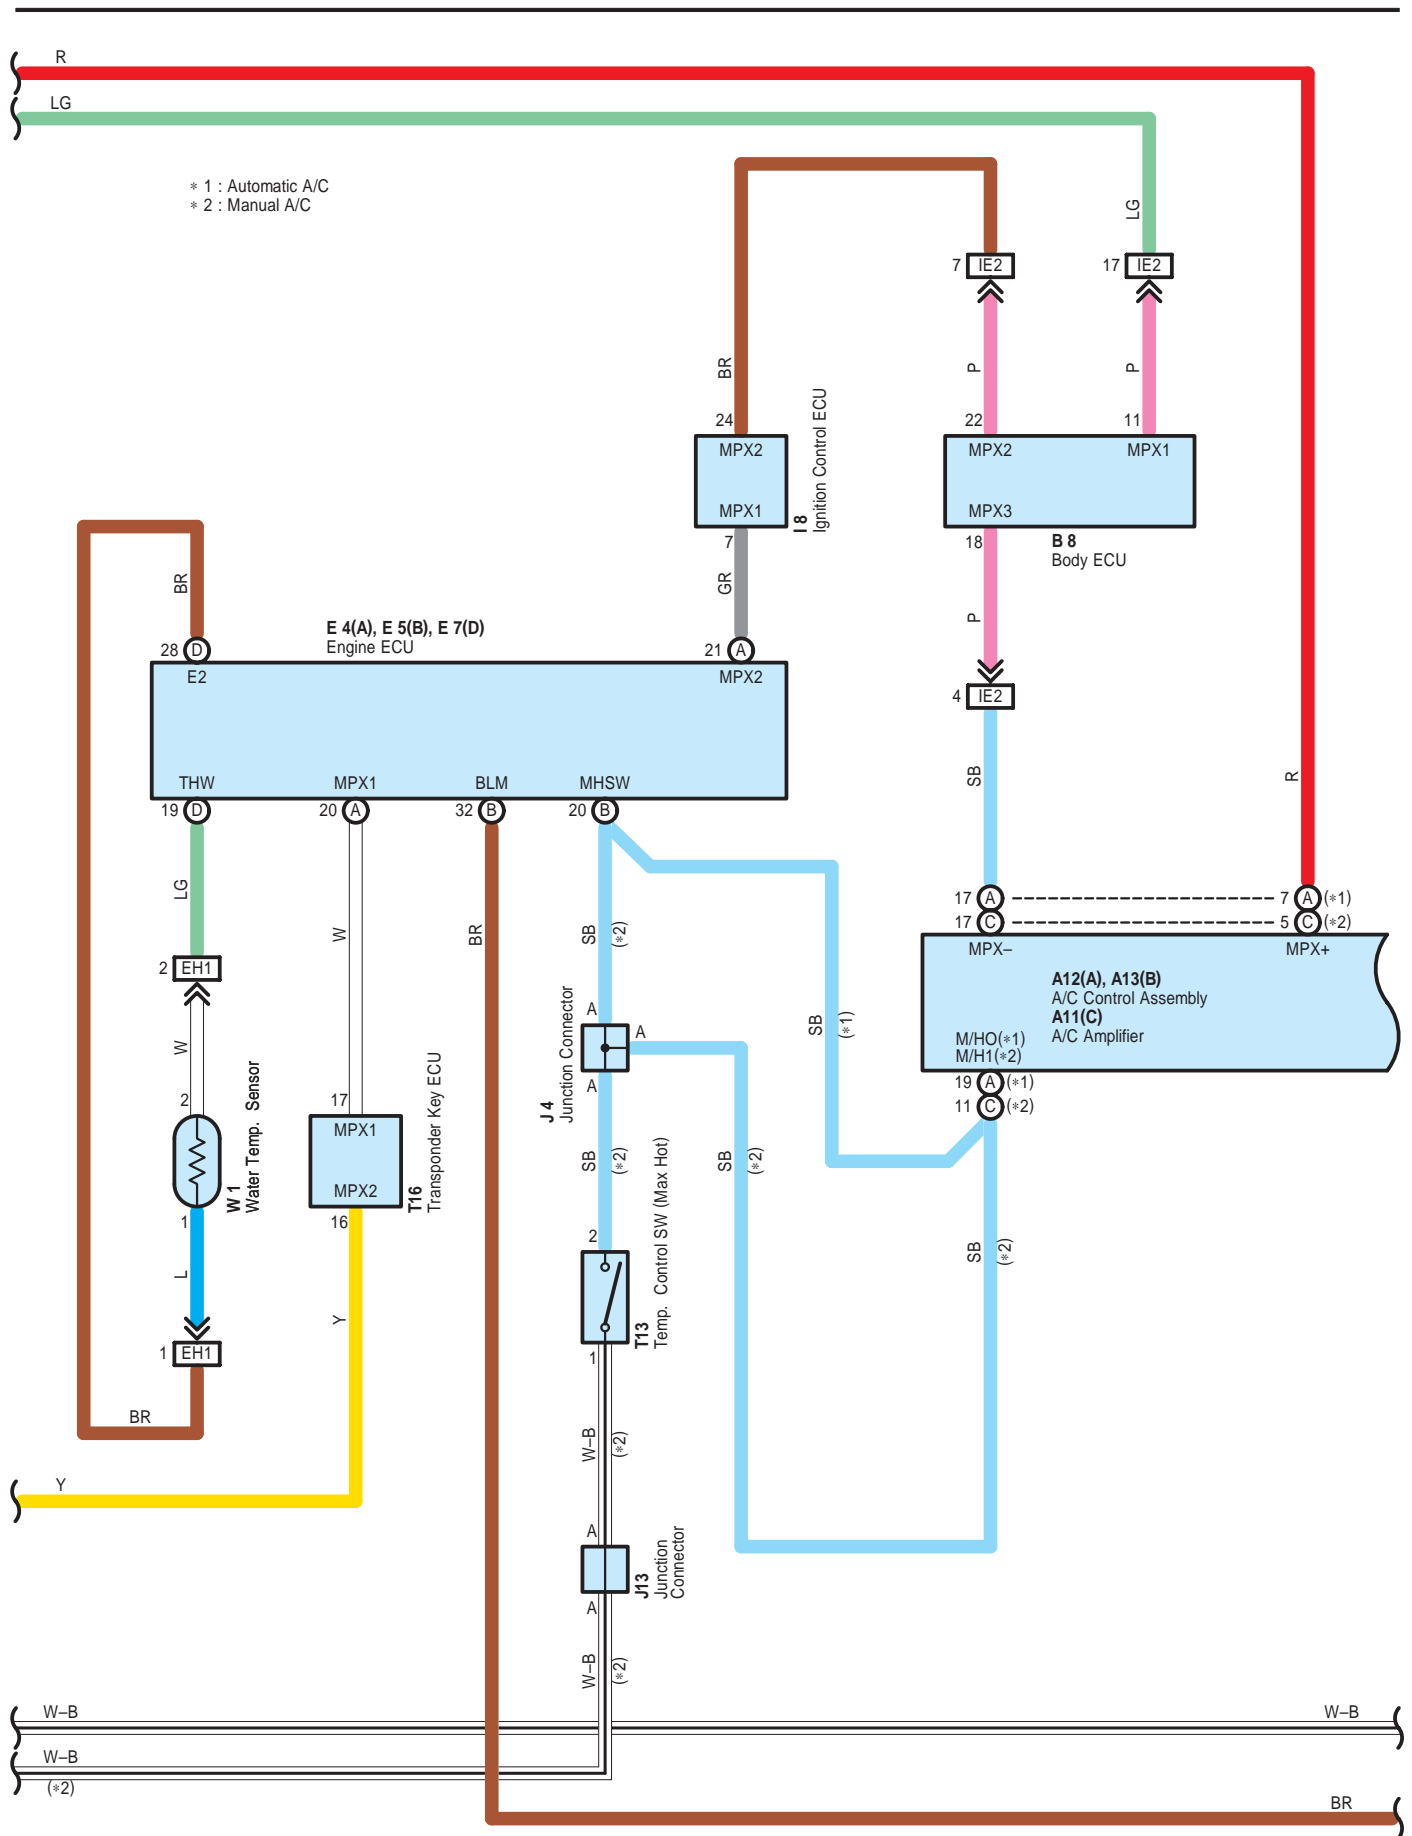 R
LG
∗ 1 : Automatic A/C
∗ 2 : Manual A/C
LG
7 IE2
17 IE2
BR
P
P
24
22
11
MPX2
MPX1
I 8
Ignition Control ECU
MPX2
MPX1
MPX3
7
18
B 8
Body ECU
BR
GR
P
E 4(A), E 5(B), E 7(D)
Engine ECU
28 D
21 A
E2
MPX2
4 IE2
THW
MPX1
BLM
MHSW
19 D
20 A
32 B
20 B
SB
R
LG
W
BR
SB
(∗2)
17 A
7 A (∗1)
17 C
5 C (∗2)
MPX–
MPX+
2 EH1
A12(A), A13(B)
A/C Control Assembly
A11(C)
A/C Amplifier
M/HO(∗1)
M/H1(∗2)
A
A
A
J 4
Junction Connector
SB
(∗1)
W
19 A (∗1)
11 C (∗2)
2
17
MPX1
MPX2
W 1
Water Temp. Sensor
T16
Transponder Key ECU
SB
(∗2)
SB
(∗2)
1
16
2
L
Y
T13
Temp. Control SW (Max Hot)
SB
(∗2)
1 EH1
1
BR
W–B
(∗2)
Y
A
J13
Junction
Connector
A
W–B
(∗2)
W–B
W–B
W–B
(∗2)
BR